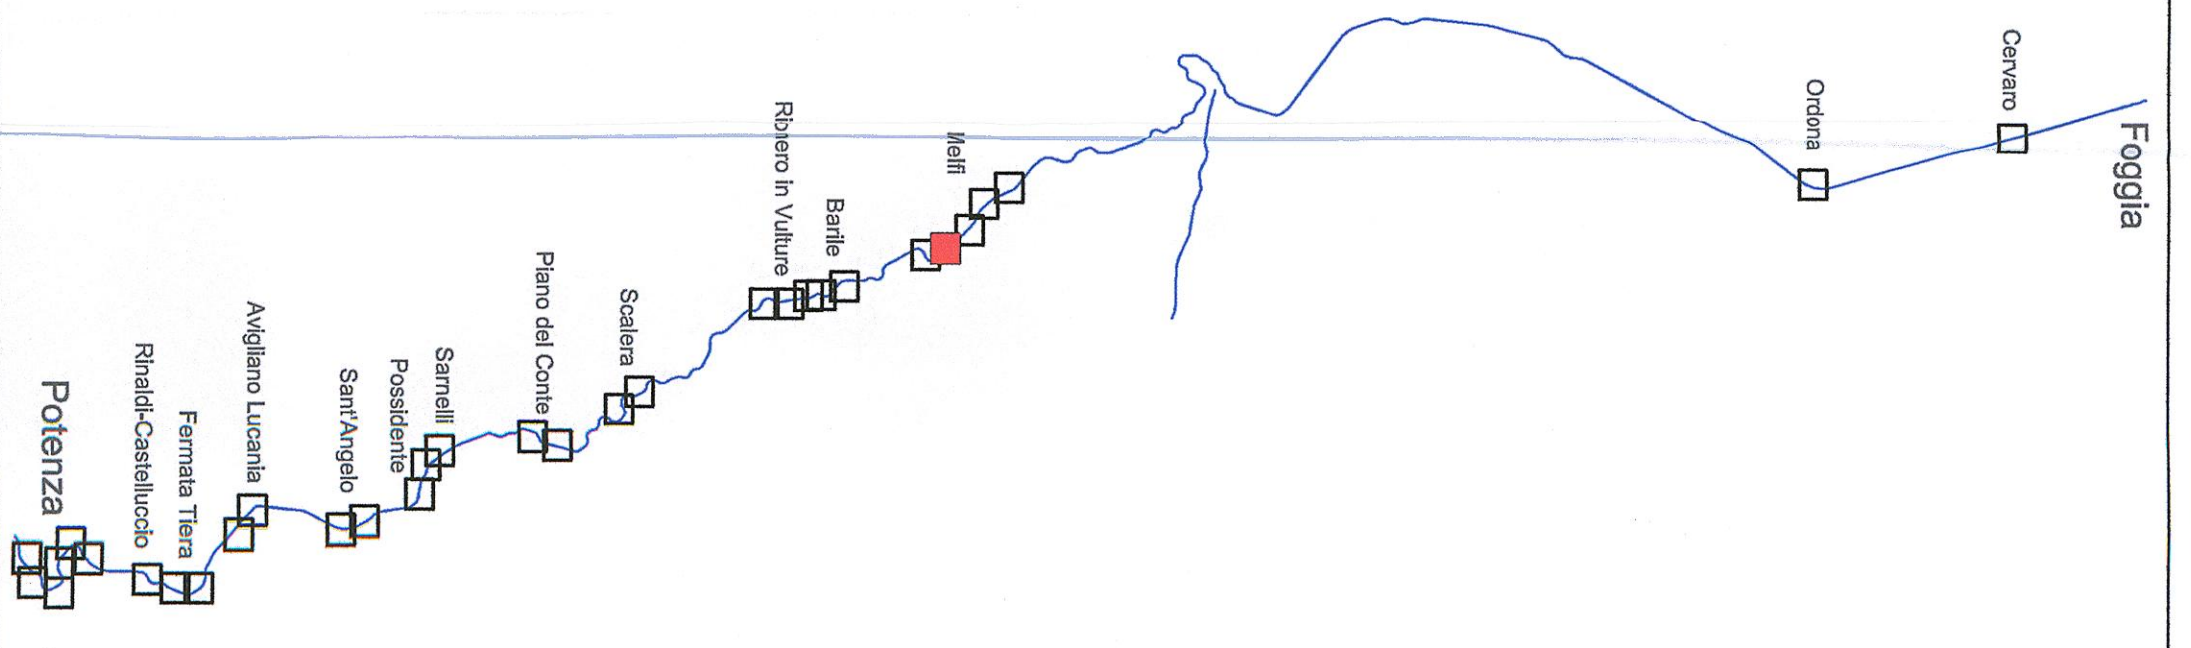 Foggia
Cervaro
Ordona
Melfi
Barile
Rionero in Vulture
Scalera
Piano del Conte
Sarnelli
Possidente
Sant'Angelo
Avigliano Lucania
Fermata Tiera
Rinaldi-Castelluccio
Potenza